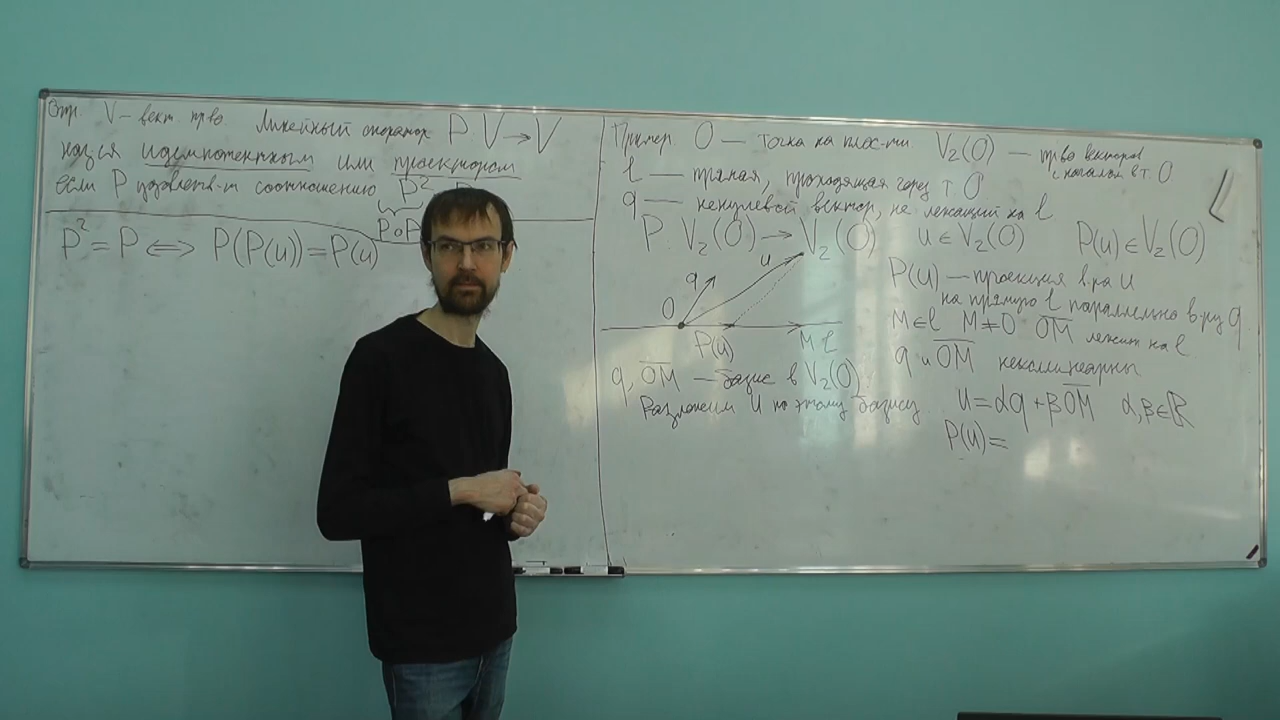 Опр. V — вект. пр-во. Линейный оператор P: V → V
наз-ся идемпотентным или проектором
если P удовлетв-т соотношению P² = P
P∘P
P² = P ⟺ P(P(u)) = P(u)
Пример. O — точка на плос-ти. V₂(O) — пр-во векторов
с началом в т. O
l — прямая, проходящая через т. O
q — ненулевой вектор, не лежащий на l
P: V₂(O) → V₂(O) u ∈ V₂(O) P(u) ∈ V₂(O)
q u
O
P(u) M l
P(u) — проекция в-ра u
на прямую l параллельно в-ру q
M ∈ l M ≠ O OM лежит на l
q и OM неколлинеарны
q, OM — базис в V₂(O).
Разложим u по этому базису u = αq + βOM α, β ∈ ℝ
P(u) =